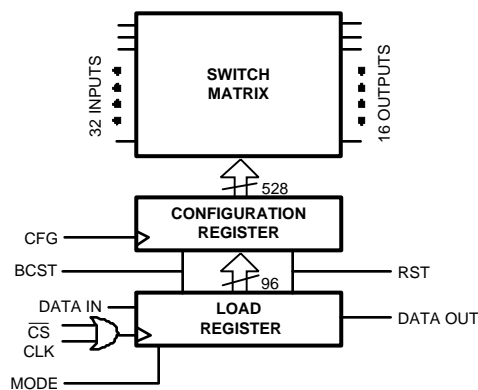 SWITCH
MATRIX
32 INPUTS
16 OUTPUTS
528
CONFIGURATION
REGISTER
CFG
BCST
96
RST
DATA IN
LOAD
REGISTER
DATA OUT
CS
CLK
MODE